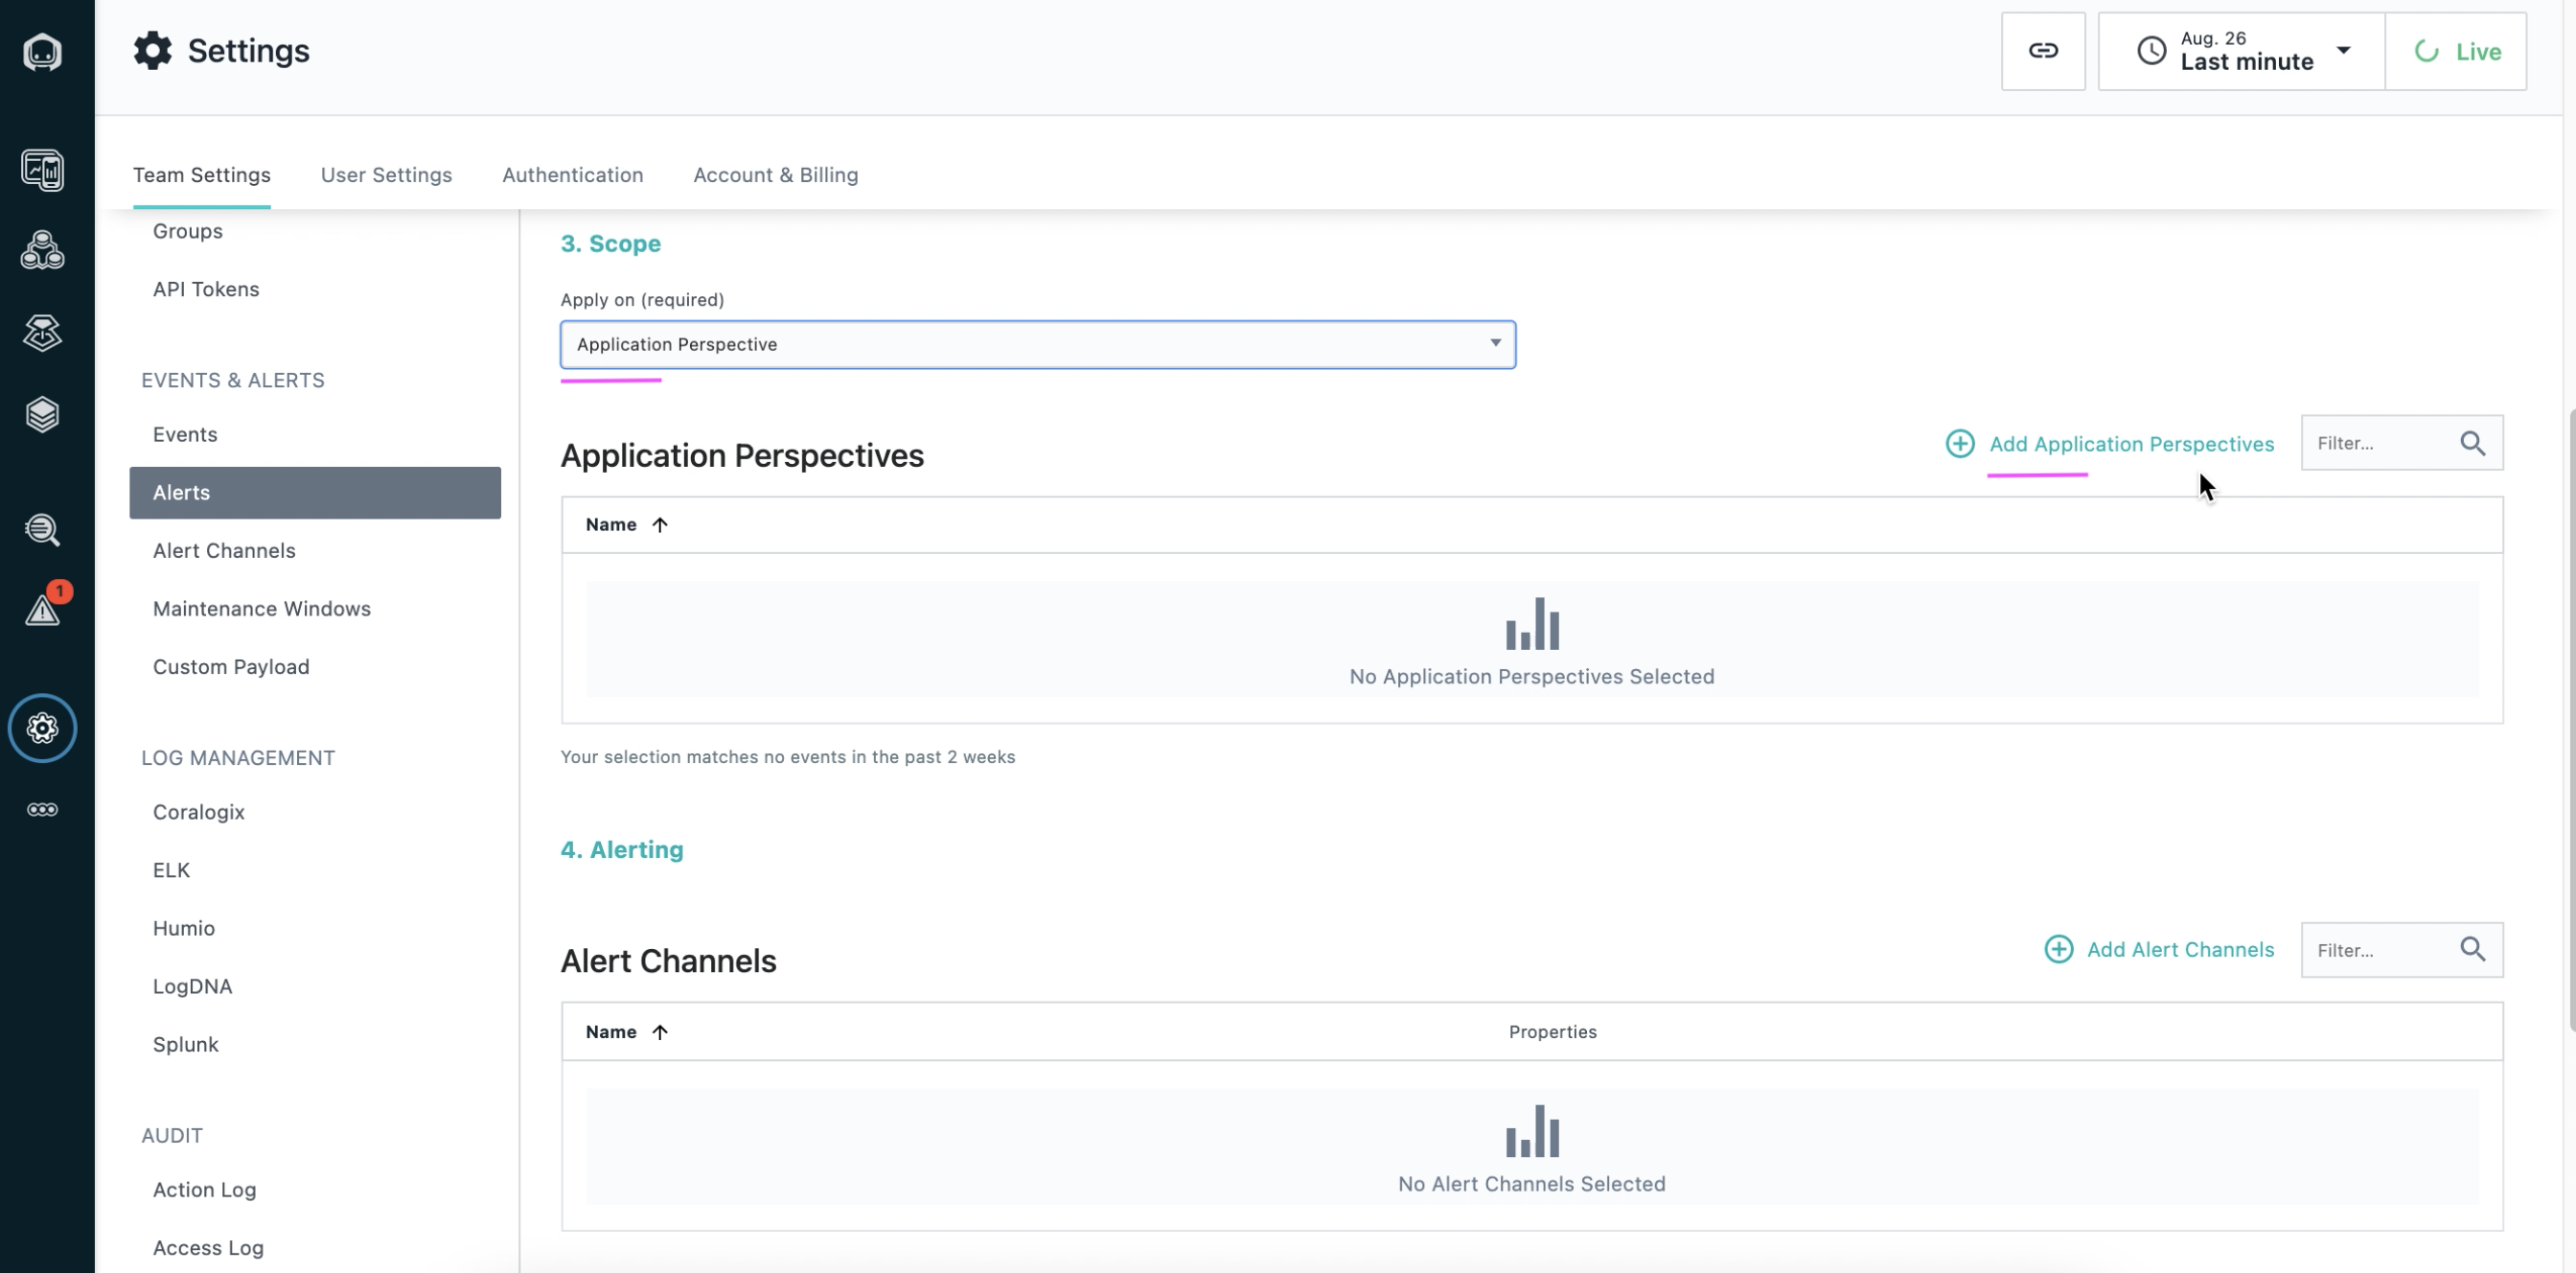 Settings
Aug. 26
Last minute
Live
Team Settings
User Settings
Authentication
Account & Billing
Groups
API Tokens
EVENTS & ALERTS
Events
Alerts
Alert Channels
Maintenance Windows
Custom Payload
1
LOG MANAGEMENT
Coralogix
ELK
Humio
LogDNA
Splunk
AUDIT
Action Log
Access Log
3. Scope
Apply on (required)
Application Perspective
Application Perspectives
Add Application Perspectives
Filter...
Name
No Application Perspectives Selected
Your selection matches no events in the past 2 weeks
4. Alerting
Alert Channels
Add Alert Channels
Filter...
Name
Properties
No Alert Channels Selected